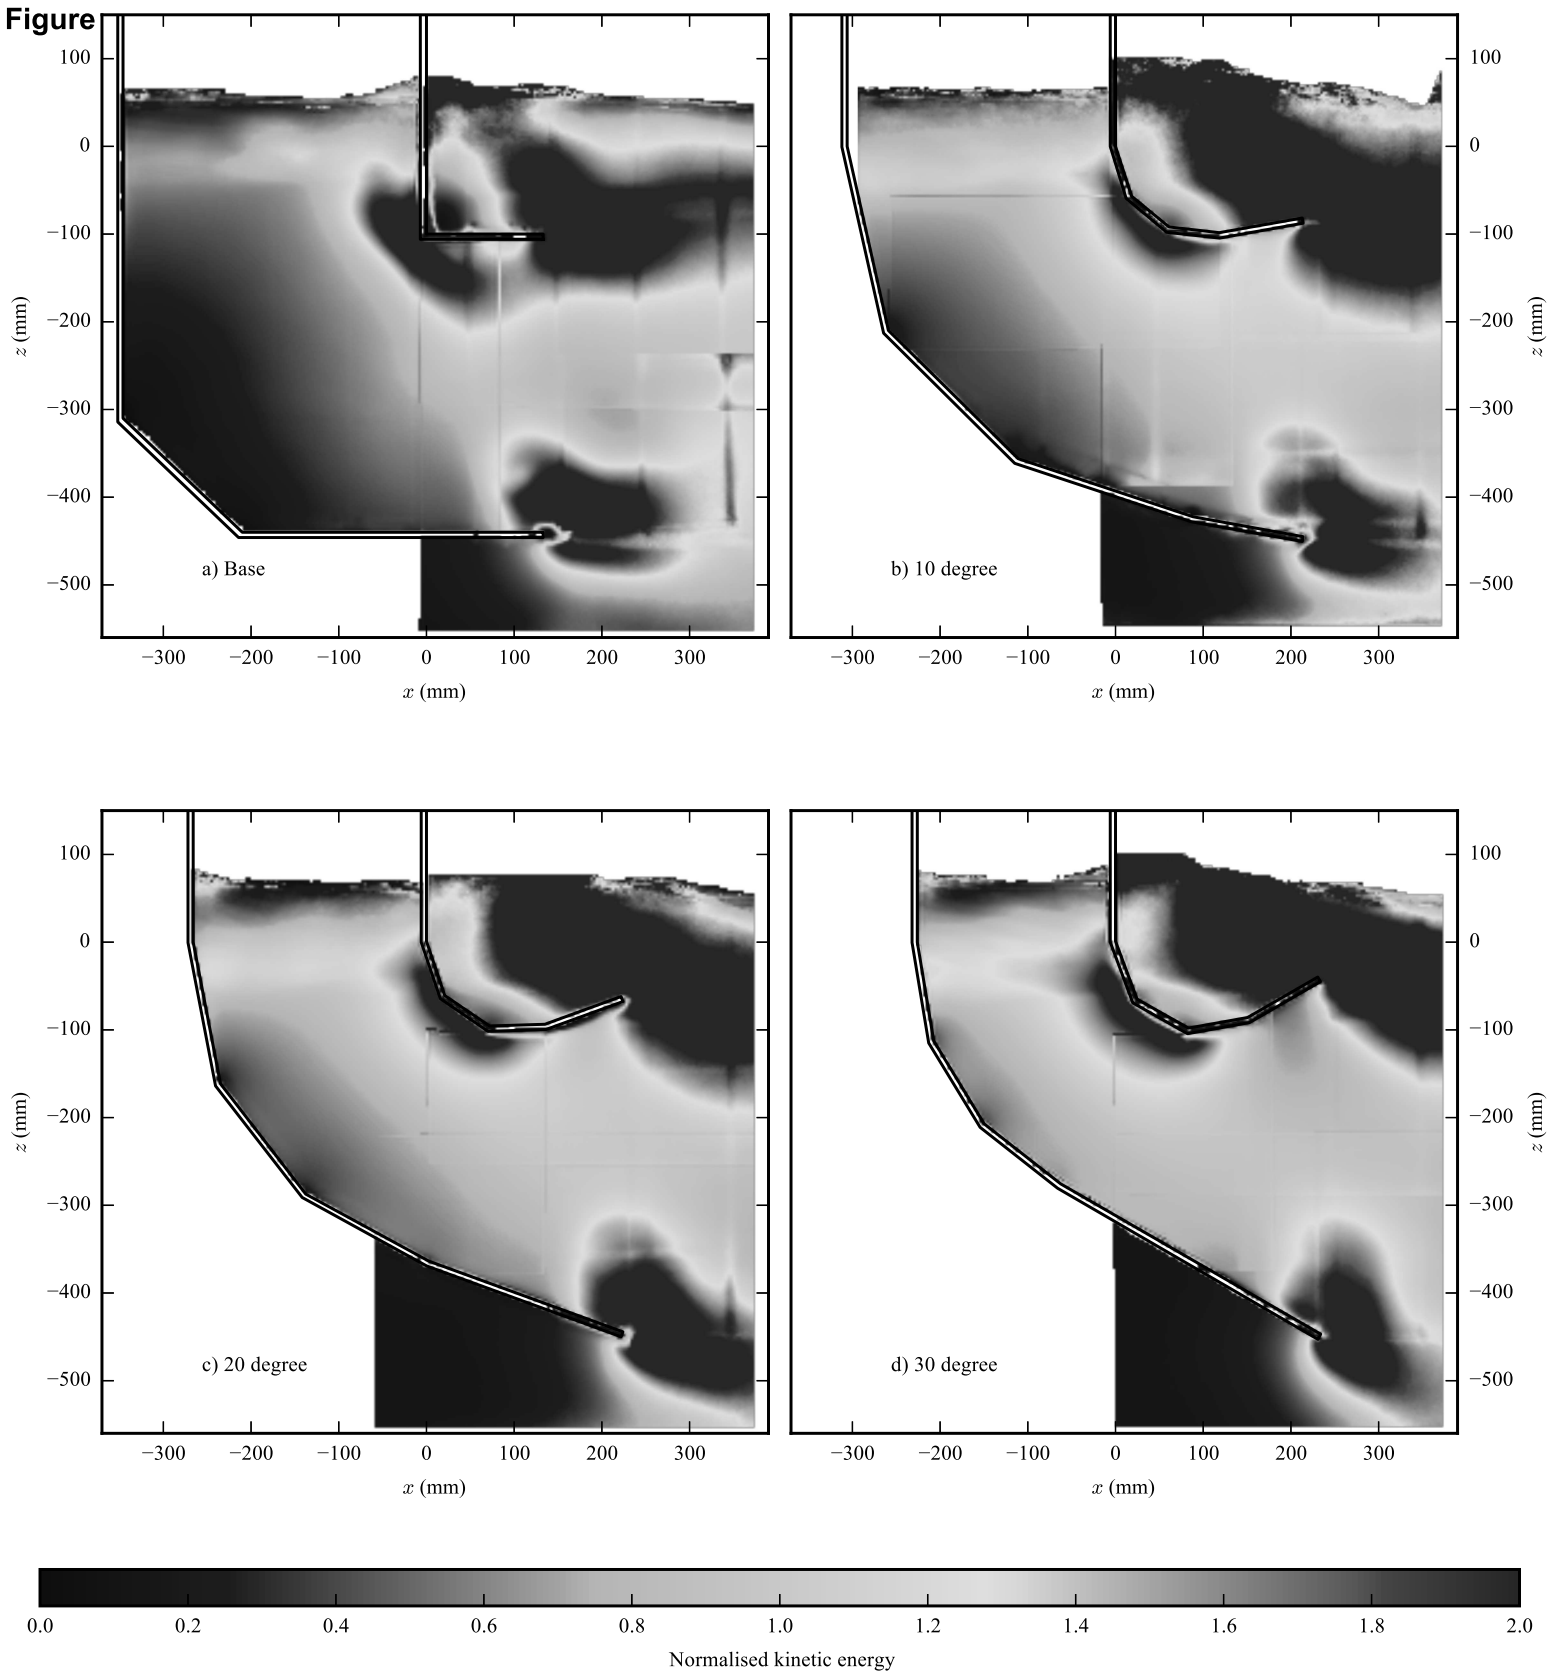 Figure
100
0
−100
−200
−300
−400
−500
z (mm)
a) Base
−300 −200 −100 0 100 200 300
x (mm)
100
0
−100
−200
−300
−400
−500
z (mm)
b) 10 degree
−300 −200 −100 0 100 200 300
x (mm)
100
0
−100
−200
−300
−400
−500
z (mm)
c) 20 degree
−300 −200 −100 0 100 200 300
x (mm)
100
0
−100
−200
−300
−400
−500
z (mm)
d) 30 degree
−300 −200 −100 0 100 200 300
x (mm)
0.0 0.2 0.4 0.6 0.8 1.0 1.2 1.4 1.6 1.8 2.0
Normalised kinetic energy